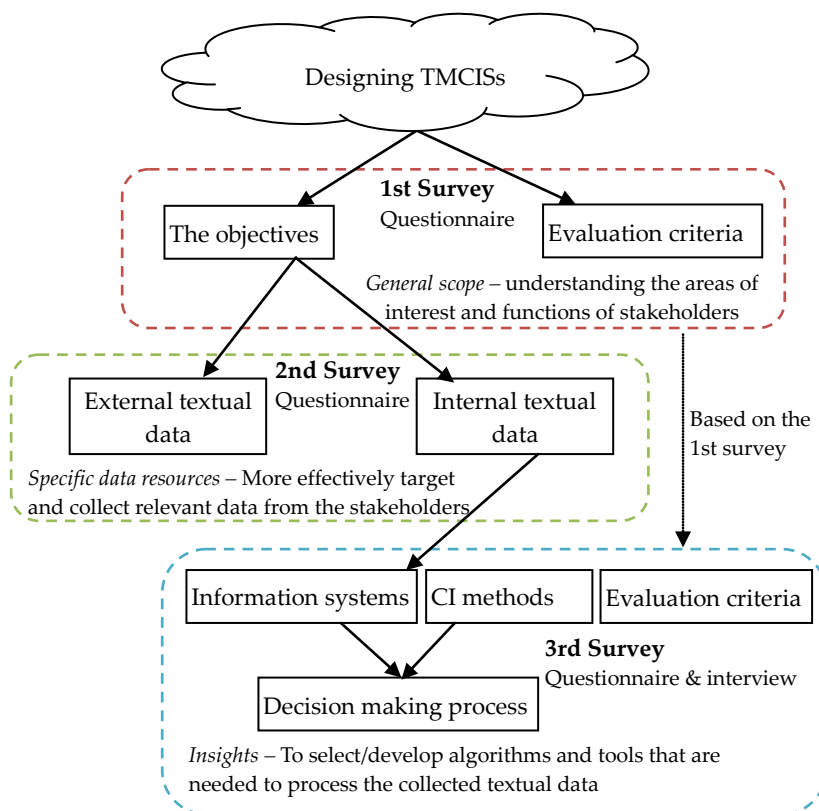 Designing TMCISs
1st Survey
Questionnaire
The objectives
Evaluation criteria
General scope – understanding the areas of
interest and functions of stakeholders
2nd Survey
Questionnaire
External textual
data
Internal textual
data
Based on the
1st survey
Specific data resources – More effectively target
and collect relevant data from the stakeholders
Information systems
CI methods
Evaluation criteria
3rd Survey
Questionnaire & interview
Decision making process
Insights – To select/develop algorithms and tools that are
needed to process the collected textual data